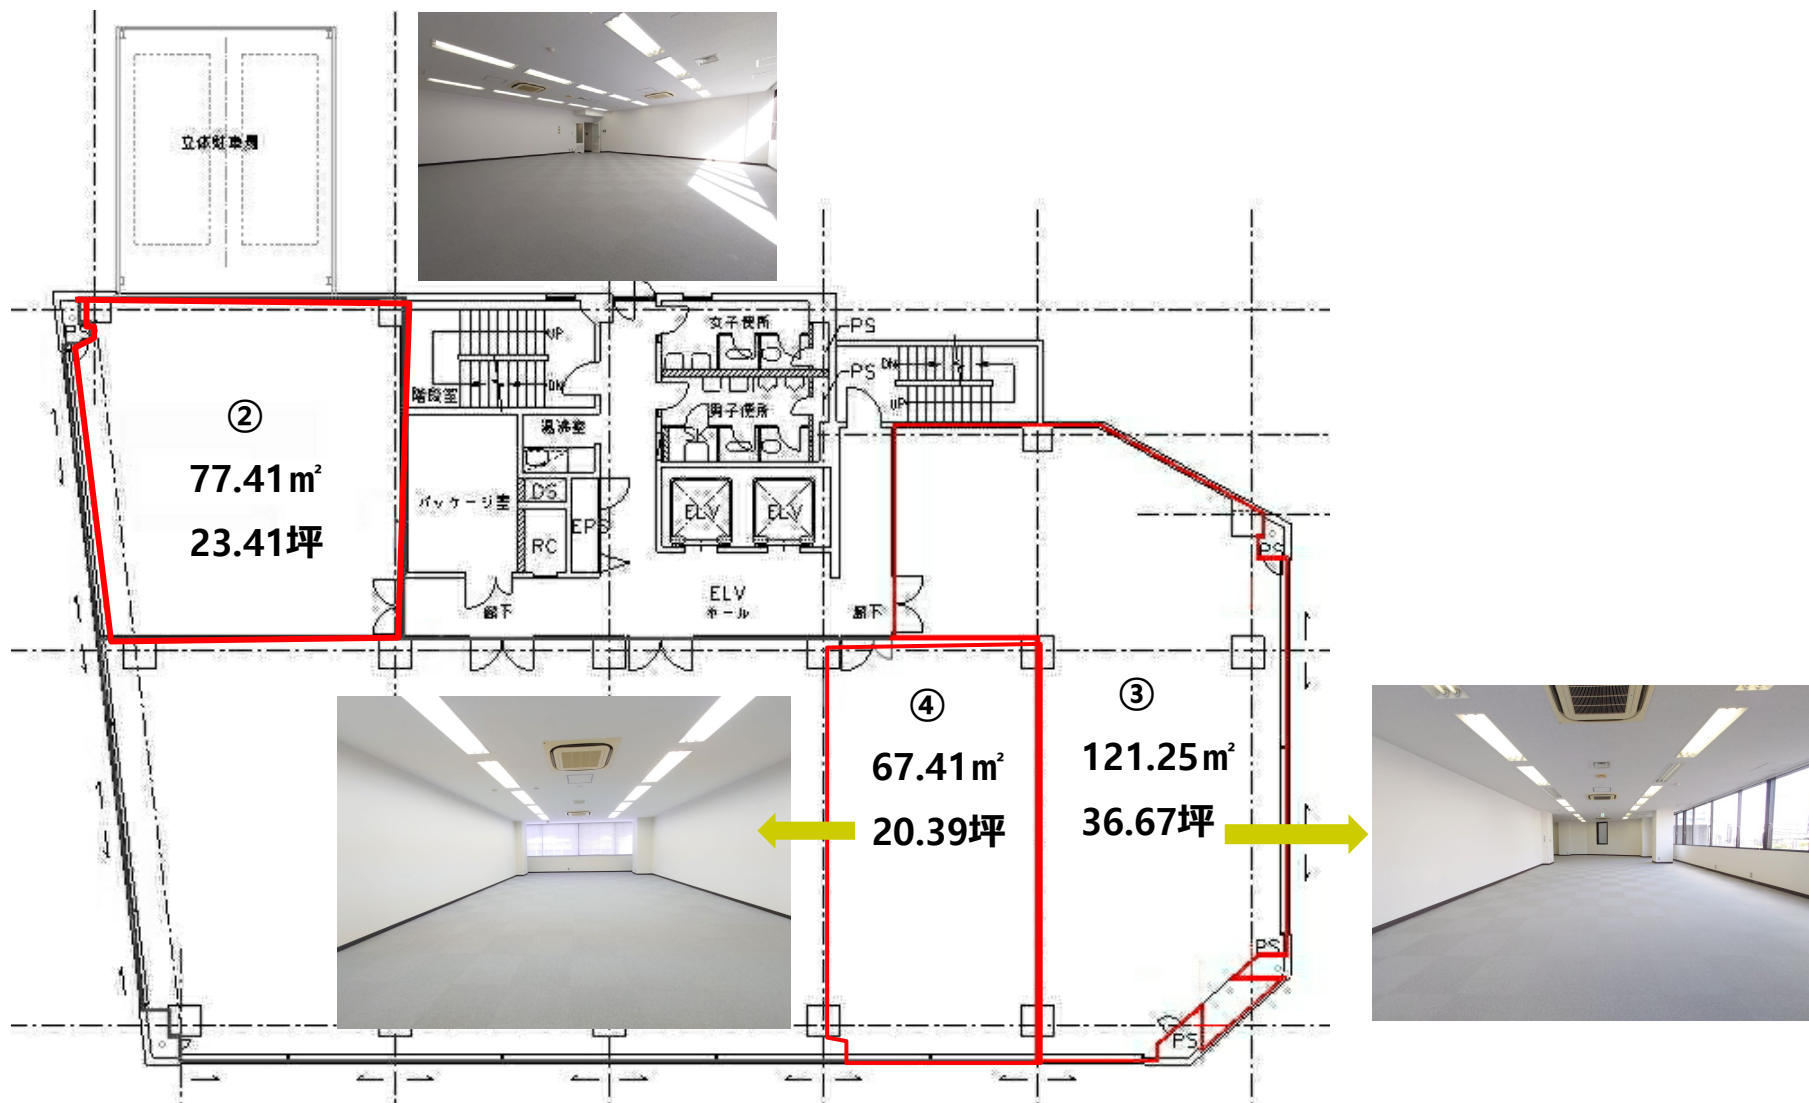 立体駐車場
女子便所
PS
UP
DN
PS
DN
階段室
UP
男子便所
湯沸室
②
77.41㎡
23.41坪
DS
パッケージ室
EPS
ELV
ELV
RC
PS
ELV
ホール
廊下
廊下
④
67.41㎡
20.39坪
③
121.25㎡
36.67坪
PS
PS